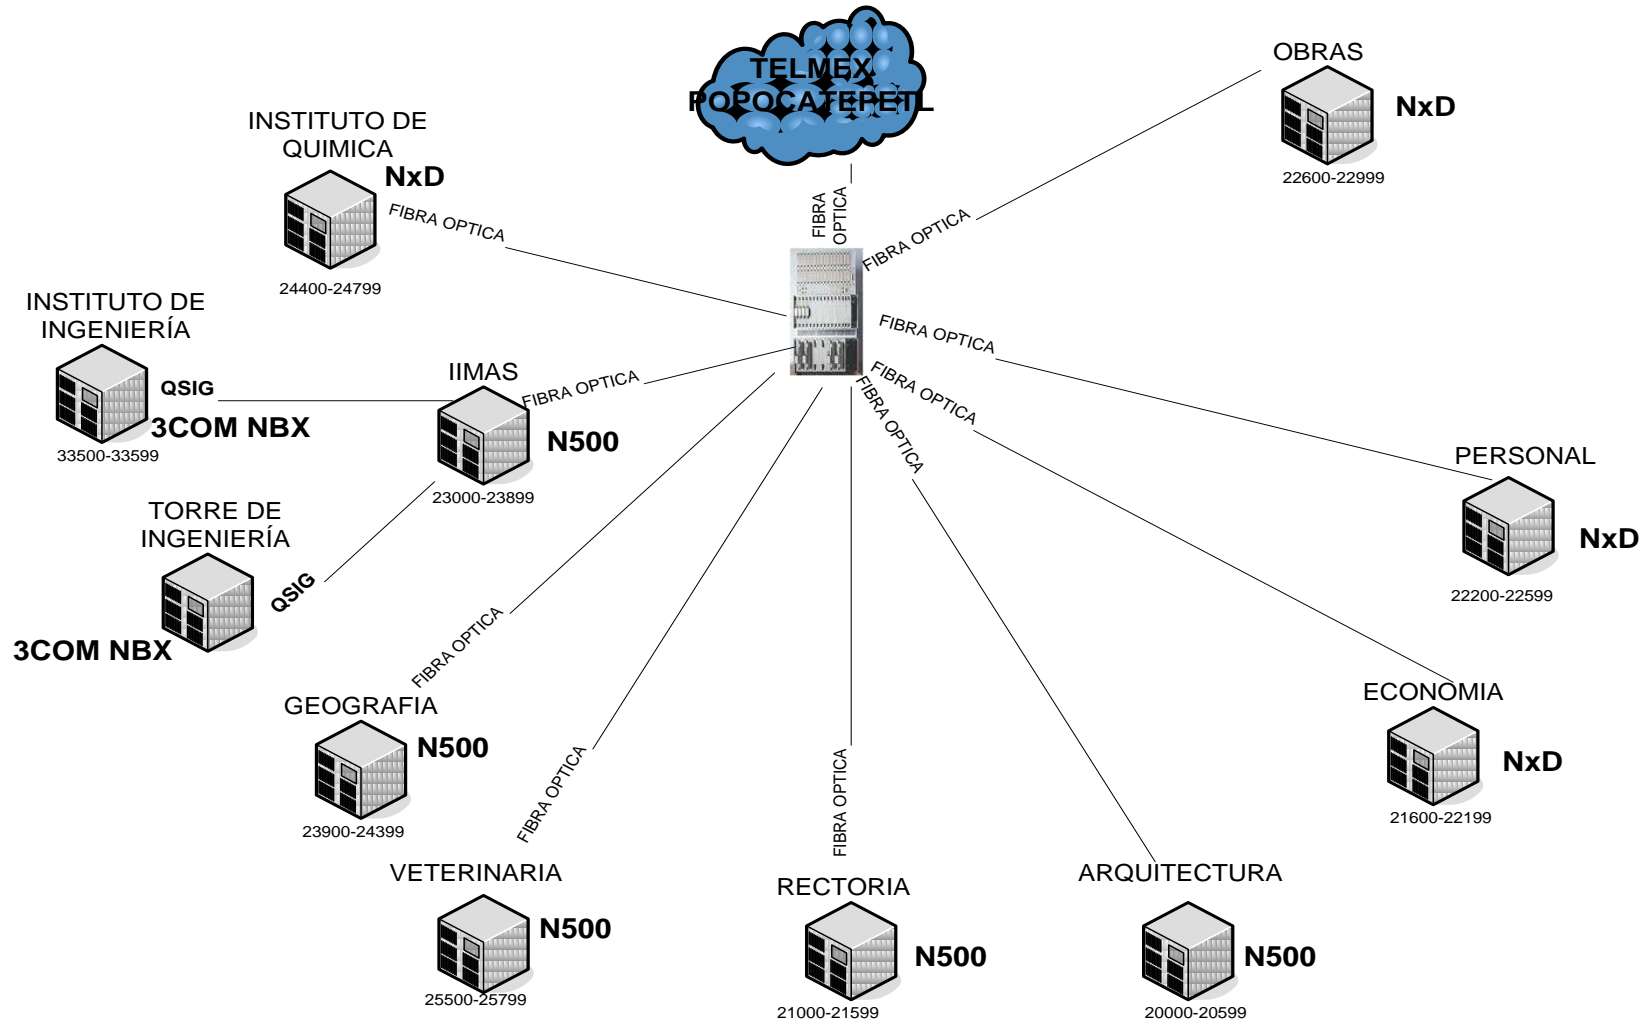 TELMEX
POPOCATEPETL
FIBRA
OPTICA
OBRAS
NxD
22600-22999
FIBRA OPTICA
INSTITUTO DE
QUIMICA
NxD
FIBRA OPTICA
24400-24799
INSTITUTO DE
INGENIERÍA
QSIG
3COM NBX
33500-33599
IIMAS
FIBRA OPTICA
N500
23000-23899
FIBRA OPTICA
PERSONAL
NxD
22200-22599
TORRE DE
INGENIERÍA
QSIG
3COM NBX
FIBRA OPTICA
GEOGRAFIA
N500
23900-24399
FIBRA OPTICA
ECONOMIA
NxD
21600-22199
FIBRA OPTICA
VETERINARIA
N500
25500-25799
FIBRA OPTICA
RECTORIA
N500
21000-21599
FIBRA OPTICA
ARQUITECTURA
N500
20000-20599